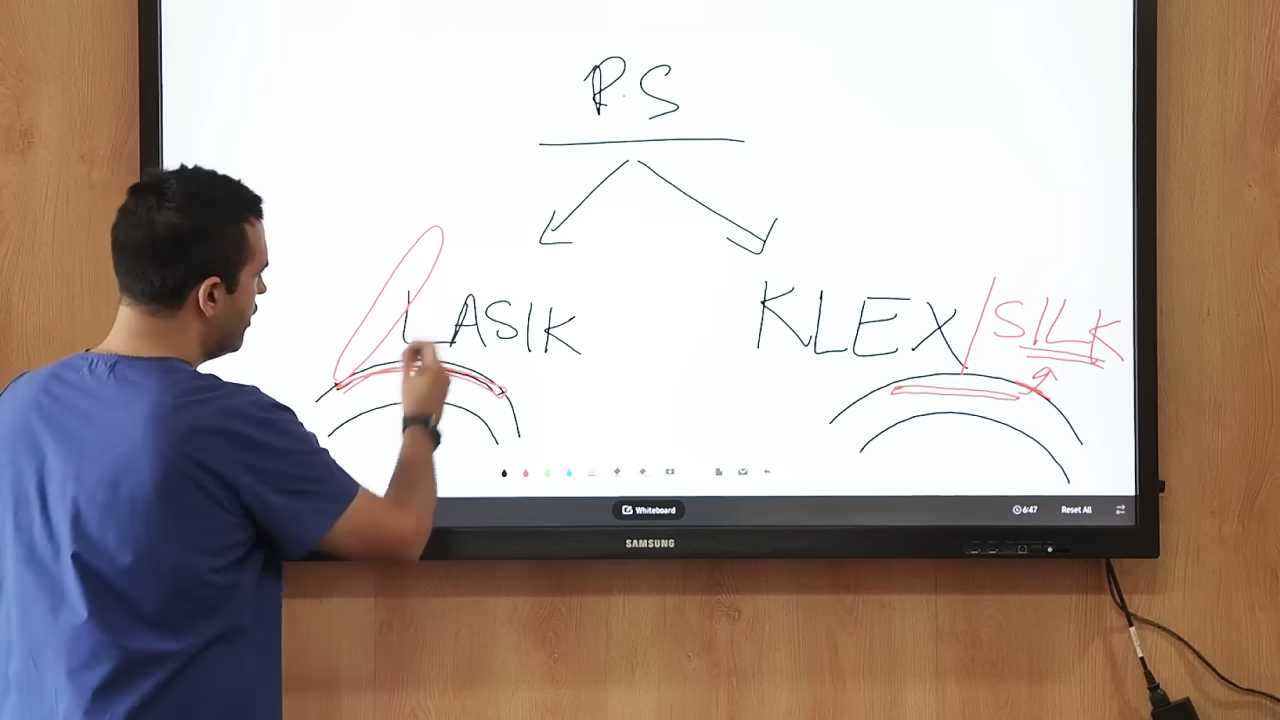 R.S
LASIK
KLEX/SILK
Whiteboard
6:47
Reset All
SAMSUNG